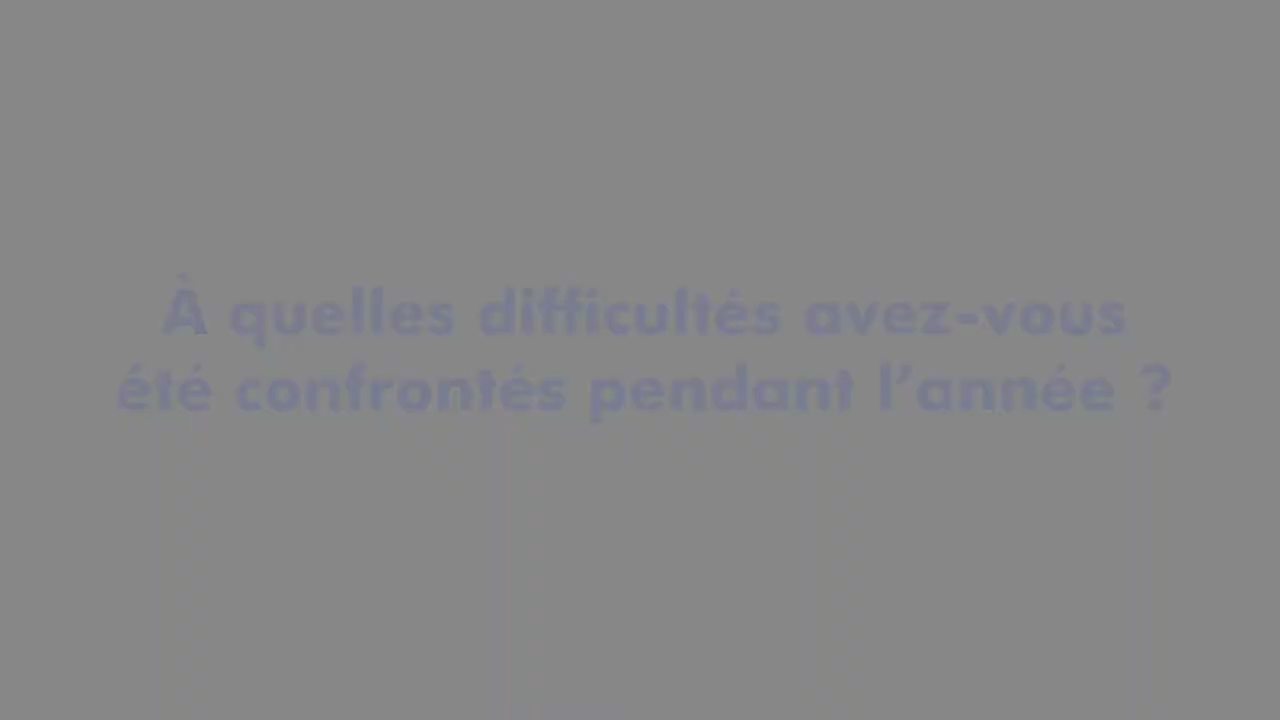 À quelles difficultés avez-vous
été confrontés pendant l’année ?